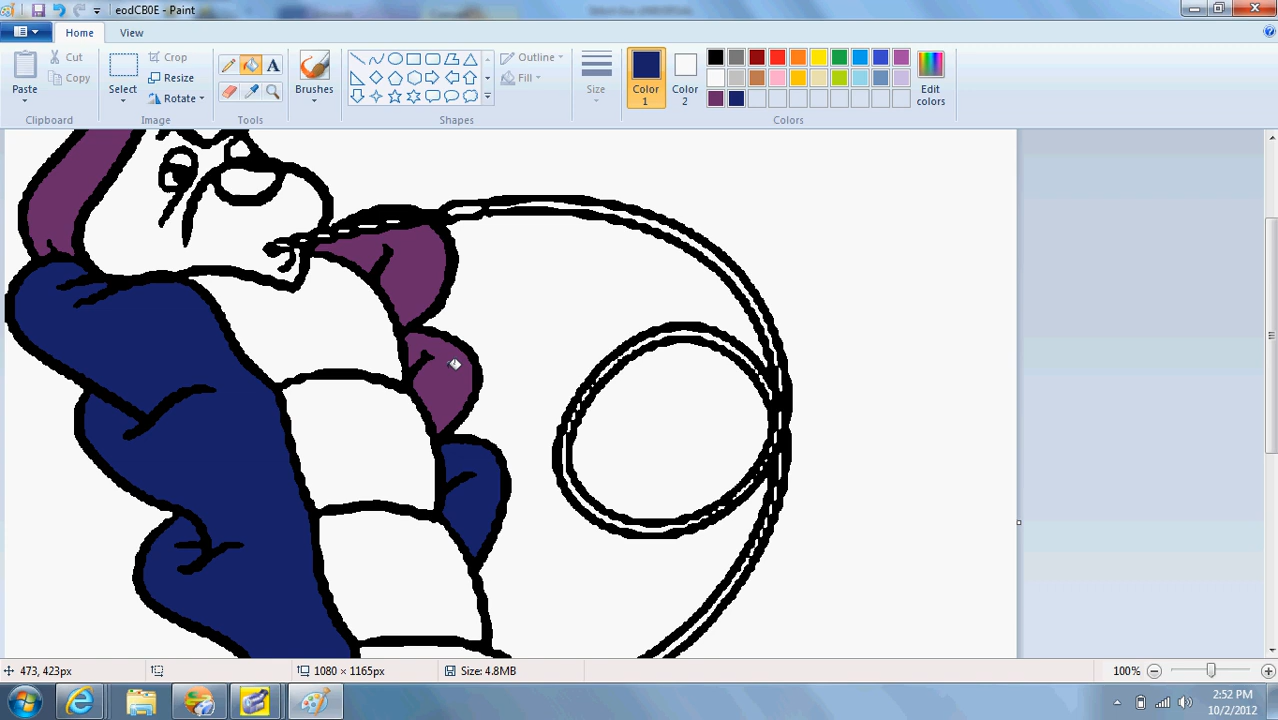 eodCB0E - Paint
Home View
Paste
Cut
Copy
Clipboard
Select
Crop
Resize
Rotate
Image
A
Tools
Brushes
Outline
Fill
Shapes
Size
Color 1
Color 2
Edit colors
Colors
473, 423px
1080 × 1165px
Size: 4.8MB
100%
2:52 PM
10/2/2012